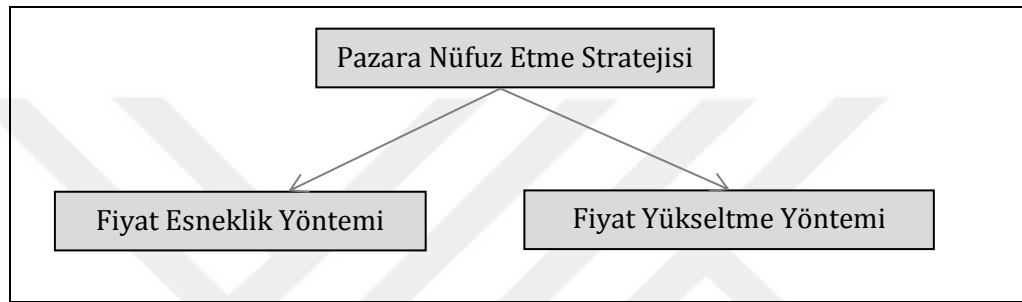 Pazara Nüfuz Etme Stratejisi
Fiyat Esneklik Yöntemi
Fiyat Yükseltme Yöntemi